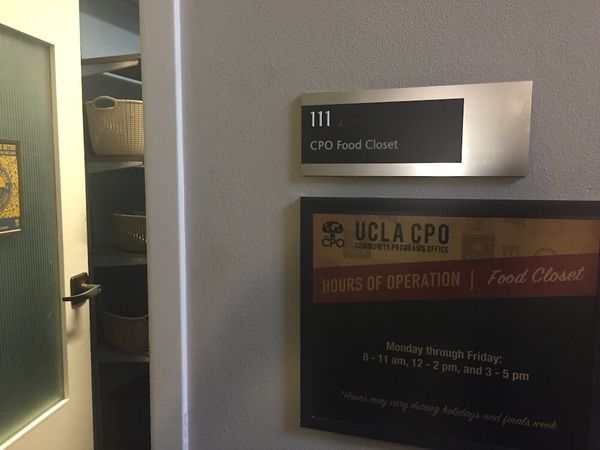 111
CPO Food Closet
CPO
UCLA CPO
COMMUNITY PROGRAMS OFFICE
99%
HOURS OF OPERATION | Food Closet
Monday through Friday:
8 - 11 am, 12 - 2 pm, and 3 - 5 pm
*Hours may vary during holidays and finals week.